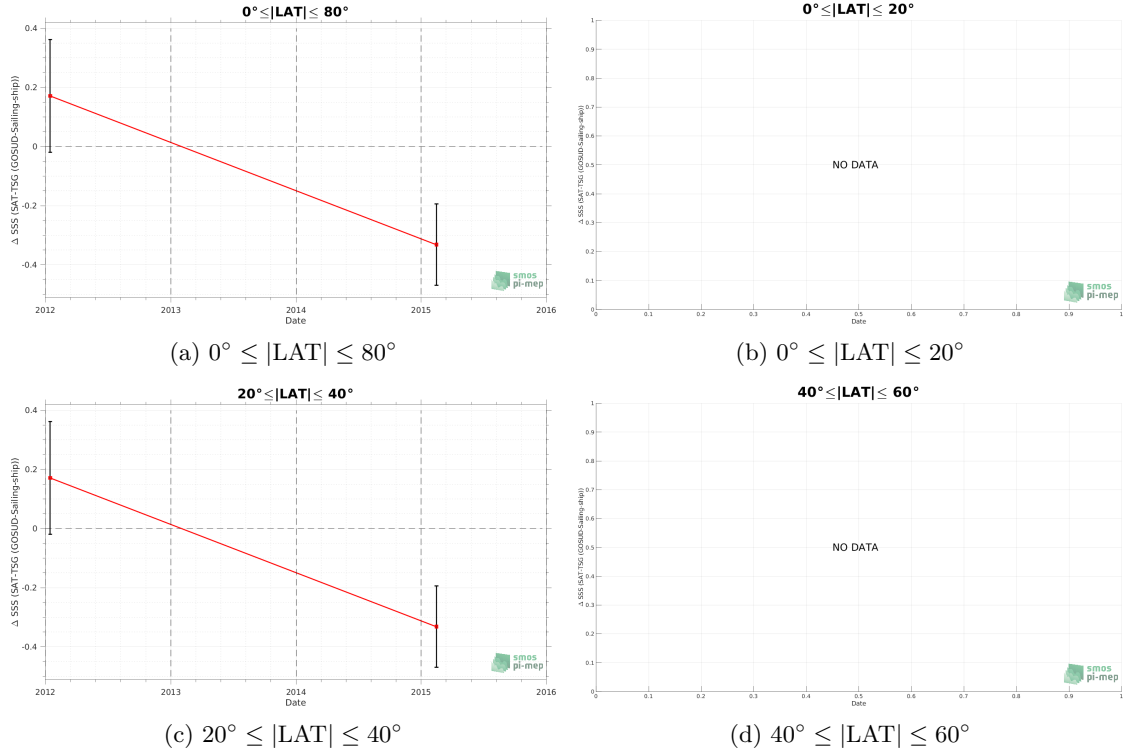 0°≤|LAT|≤ 80°
0.4
0.2
0
-0.2
-0.4
Δ SSS (SAT-TSG (GOSUD-Sailing-ship))
2012 2013 2014 2015 2016
Date
smos
pi-mep
(a) 0° ≤ |LAT| ≤ 80°
0°≤|LAT|≤ 20°
1
0.9
0.8
0.7
0.6
0.5
0.4
0.3
0.2
0.1
0
Δ SSS (SAT-TSG (GOSUD-Sailing-ship))
NO DATA
0 0.1 0.2 0.3 0.4 0.5 0.6 0.7 0.8 0.9 1
Date
smos
pi-mep
(b) 0° ≤ |LAT| ≤ 20°
20°≤|LAT|≤ 40°
0.4
0.2
0
-0.2
-0.4
Δ SSS (SAT-TSG (GOSUD-Sailing-ship))
2012 2013 2014 2015 2016
Date
smos
pi-mep
(c) 20° ≤ |LAT| ≤ 40°
40°≤|LAT|≤ 60°
1
0.9
0.8
0.7
0.6
0.5
0.4
0.3
0.2
0.1
0
Δ SSS (SAT-TSG (GOSUD-Sailing-ship))
NO DATA
0 0.1 0.2 0.3 0.4 0.5 0.6 0.7 0.8 0.9 1
Date
smos
pi-mep
(d) 40° ≤ |LAT| ≤ 60°